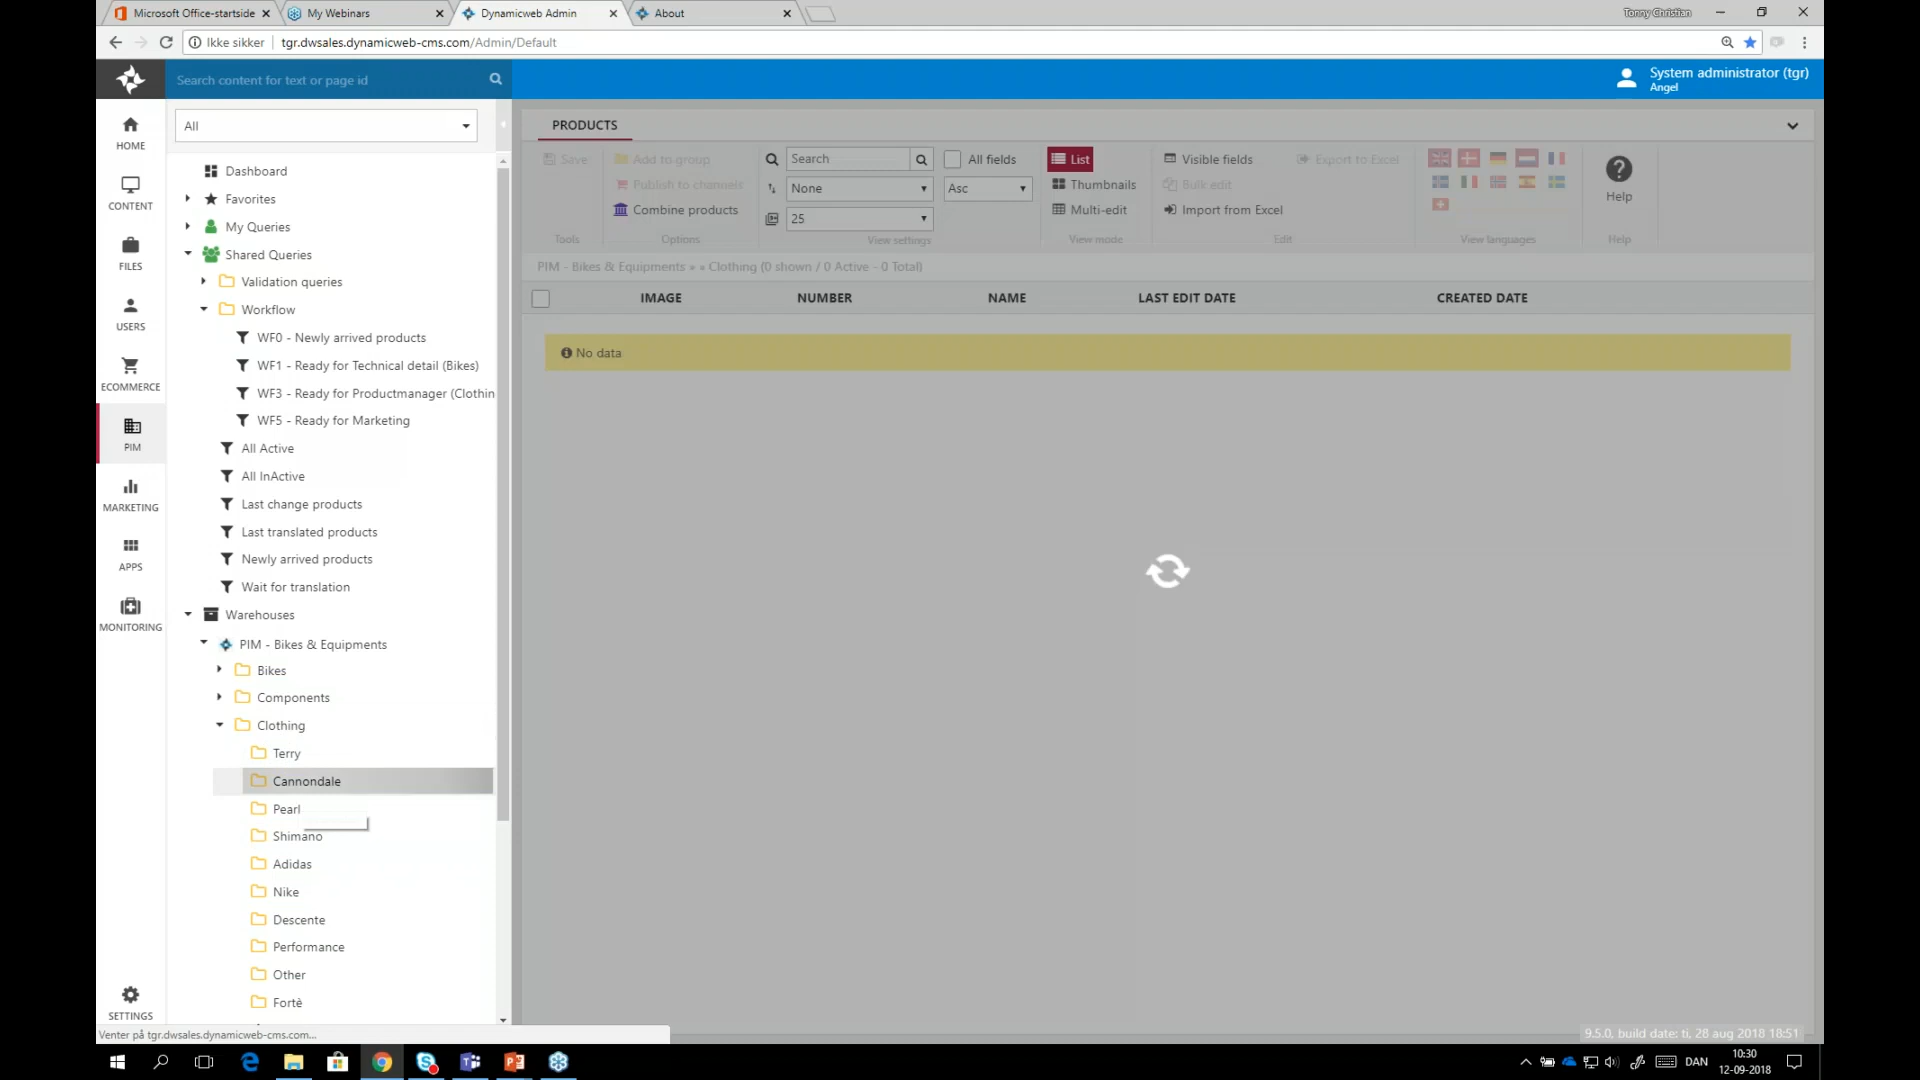 Microsoft Office-startside
My Webinars
Dynamicweb Admin
About
Tonny Christian
Ikke sikker
tgr.dwsales.dynamicweb-cms.com/Admin/Default
Search content for text or page id
System administrator (tgr)
Angel
HOME
CONTENT
FILES
USERS
ECOMMERCE
PIM
MARKETING
APPS
MONITORING
SETTINGS
All
Dashboard
Favorites
My Queries
Shared Queries
Validation queries
Workflow
WF0 - Newly arrived products
WF1 - Ready for Technical detail (Bikes)
WF3 - Ready for Productmanager (Clothin
WF5 - Ready for Marketing
All Active
All InActive
Last change products
Last translated products
Newly arrived products
Wait for translation
Warehouses
PIM - Bikes & Equipments
Bikes
Components
Clothing
Terry
Cannondale
Pearl
Shimano
Adidas
Nike
Descente
Performance
Other
Fortè
PRODUCTS
Save
Tools
Add to group
Publish to channels
Combine products
Options
Search
All fields
None
Asc
25
View settings
List
Thumbnails
Multi-edit
View mode
Visible fields
Export to Excel
Bulk edit
Import from Excel
Edit
View languages
Help
Help
PIM - Bikes & Equipments » « Clothing (0 shown / 0 Active - 0 Total)
IMAGE NUMBER NAME LAST EDIT DATE CREATED DATE
No data
Venter på tgr.dwsales.dynamicweb-cms.com...
9.5.0, build date: ti, 28 aug 2018 18:51
DAN
10:30
12-09-2018